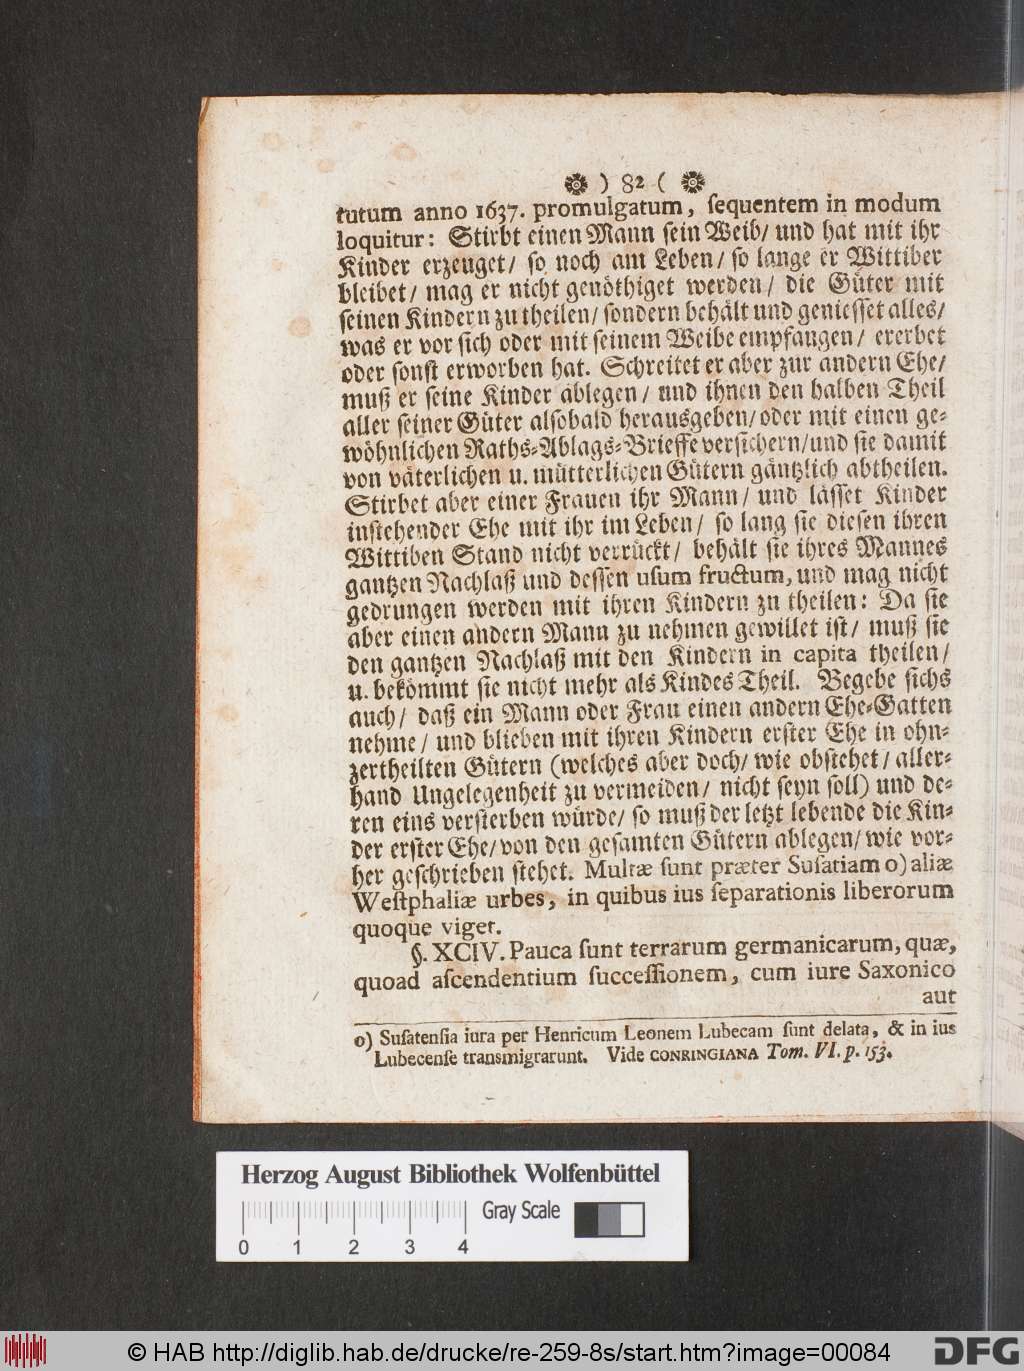 ❁ ) 82 ( ❁
tutum anno 1637. promulgatum, ſequentem in modum
loquitur: Stirbt einen Mann ſein Weib/ und hat mit ihr
Kinder erzeuget/ ſo noch am Leben/ ſo lange er Wittiber
bleibet/ mag er nicht genöthiget werden/ die Güter mit
ſeinen Kindern zu theilen/ ſondern behält und genieſſet alles/
was er vor ſich oder mit ſeinem Weibe empfangen/ ererbet
oder ſonſt erworben hat. Schreitet er aber zur andern Ehe/
muß er ſeine Kinder ablegen/ und ihnen den halben Theil
aller ſeiner Güter alſobald herausgeben/ oder mit einen ge-
wöhnlichen Raths-Ablags-Brieffe verſichern/ und ſie damit
von väterlichen u. mütterlichen Gütern gäntzlich abtheilen.
Stirbet aber einer Frauen ihr Mann/ und läſſet Kinder
inſtehender Ehe mit ihr im Leben/ ſo lang ſie dieſen ihren
Wittiben Stand nicht verrückt/ behält ſie ihres Mannes
gantzen Nachlaß und deſſen uſum fructum, und mag nicht
gedrungen werden mit ihren Kindern zu theilen: Da ſie
aber einen andern Mann zu nehmen gewillet iſt/ muß ſie
den gantzen Nachlaß mit den Kindern in capita theilen/
u. bekömmt ſie nicht mehr als Kindes Theil. Begebe ſichs
auch/ daß ein Mann oder Frau einen andern Ehe-Gatten
nehme/ und blieben mit ihren Kindern erſter Ehe in ohn-
zertheilten Gütern (welches aber doch/ wie obſtehet/ aller-
hand Ungelegenheit zu vermeiden/ nicht ſeyn ſoll) und de-
ren eins verſterben würde/ ſo muß der letzt lebende die Kin-
der erſter Ehe/ von den geſamten Gütern ablegen/ wie vor-
her geſchrieben ſtehet. Multæ ſunt præter Suſatiam o) aliæ
Weſtphaliæ urbes, in quibus ius ſeparationis liberorum
quoque viget.
§. XCIV. Pauca ſunt terrarum germanicarum, quæ,
quoad aſcendentium ſucceſſionem, cum iure Saxonico
aut
o) Suſatenſia iura per Henricum Leonem Lubecam ſunt delata, & in ius
Lubecenſe transmigrarunt. Vide CONRINGIANA Tom. VI. p. 153.
Herzog August Bibliothek Wolfenbüttel
Gray Scale
0 1 2 3 4
© HAB http://diglib.hab.de/drucke/re-259-8s/start.htm?image=00084
DFG